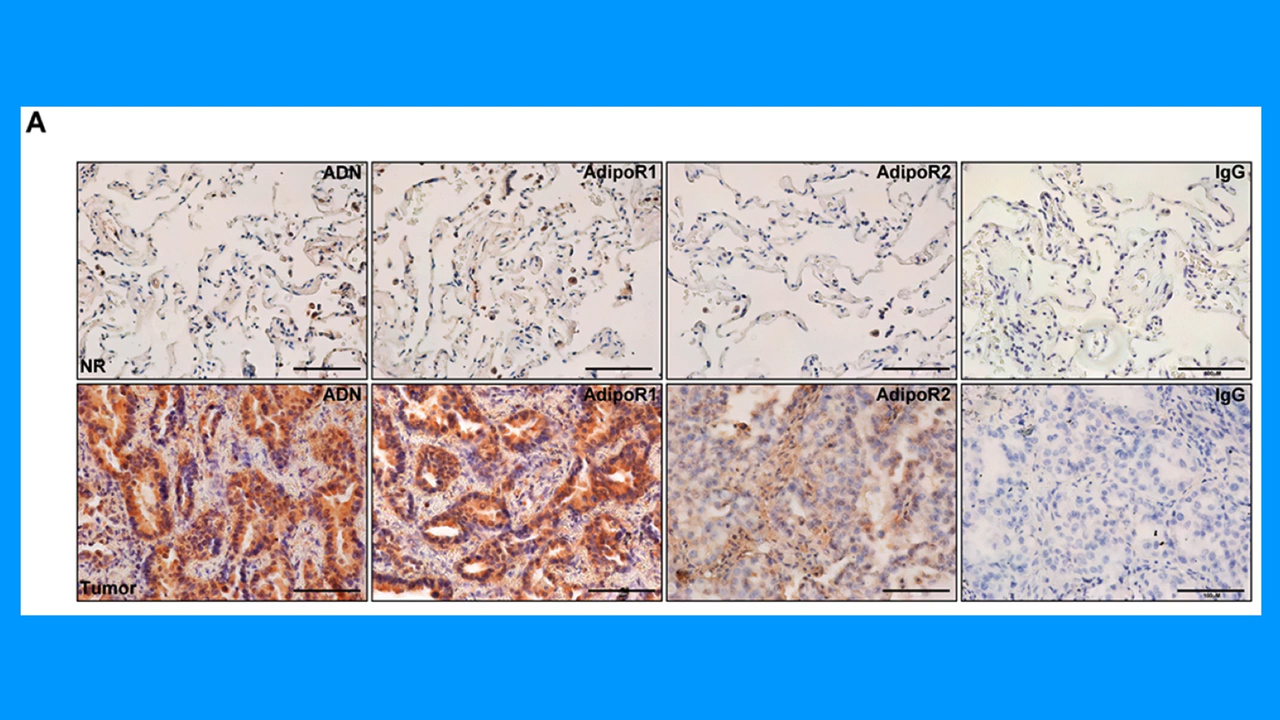 A
ADN
AdipoR1
AdipoR2
IgG
NR
ADN
AdipoR1
AdipoR2
IgG
Tumor